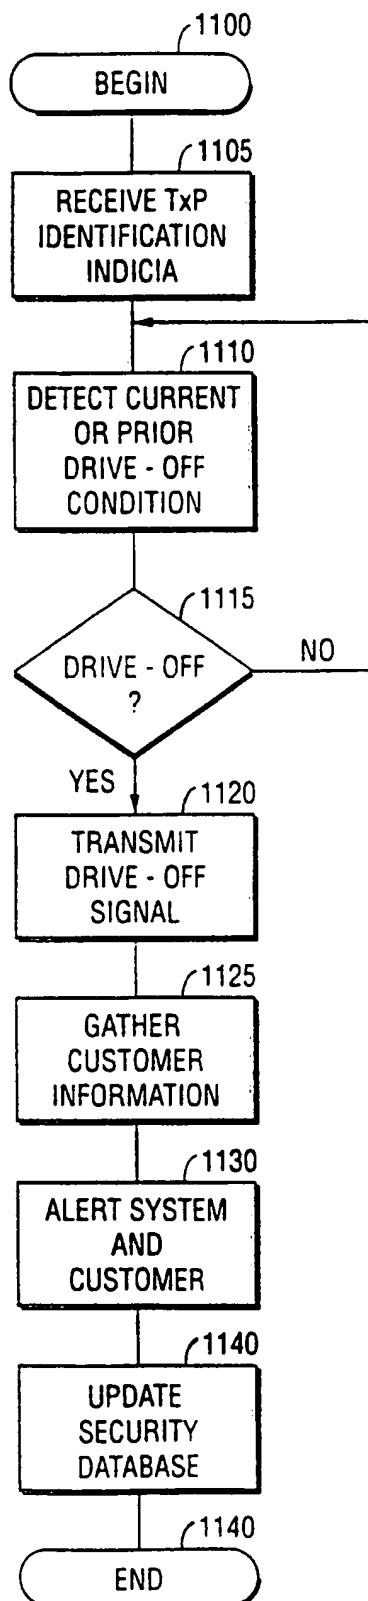 1100
BEGIN
1105
RECEIVE TxP
IDENTIFICATION
INDICIA
1110
DETECT CURRENT
OR PRIOR
DRIVE - OFF
CONDITION
1115
DRIVE - OFF
?
NO
YES
1120
TRANSMIT
DRIVE - OFF
SIGNAL
1125
GATHER
CUSTOMER
INFORMATION
1130
ALERT SYSTEM
AND
CUSTOMER
1140
UPDATE
SECURITY
DATABASE
1140
END